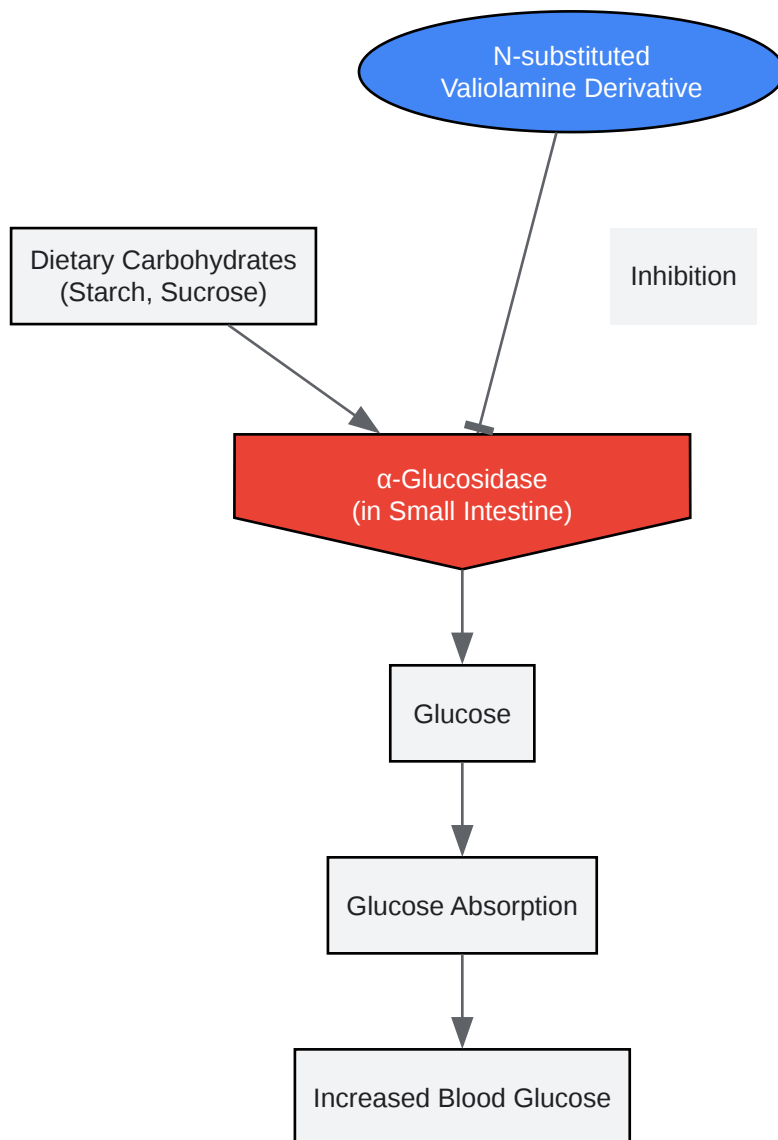 N-substituted
Valiolamine Derivative
Dietary Carbohydrates
(Starch, Sucrose)
Inhibition
α-Glucosidase
(in Small Intestine)
Glucose
Glucose Absorption
Increased Blood Glucose